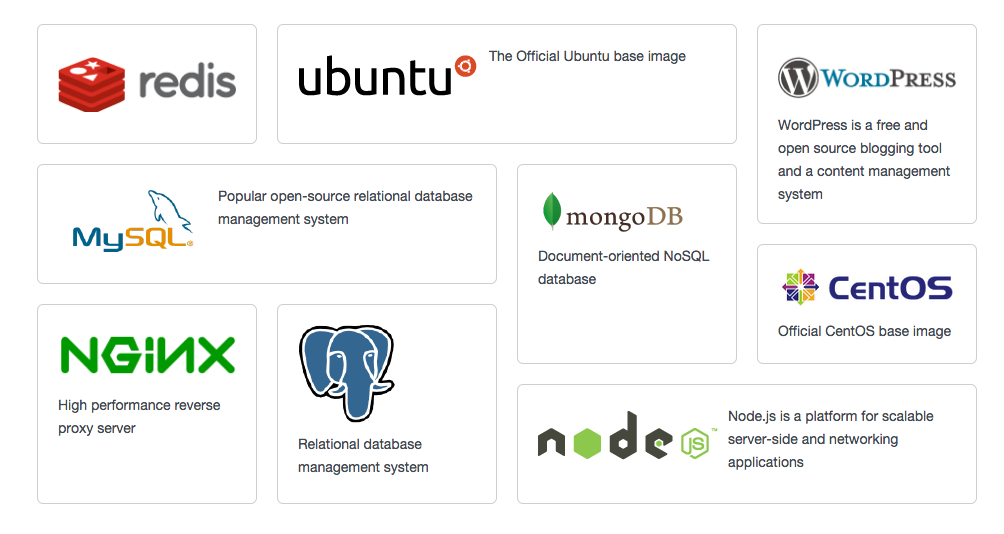 redis
ubuntu
The Official Ubuntu base image
WORDPRESS
WordPress is a free and
open source blogging tool
and a content management
system
MySQL®
Popular open-source relational database
management system
mongoDB
Document-oriented NoSQL
database
CentOS
Official CentOS base image
NGiNX
High performance reverse
proxy server
Relational database
management system
node JS™
Node.js is a platform for scalable
server-side and networking
applications